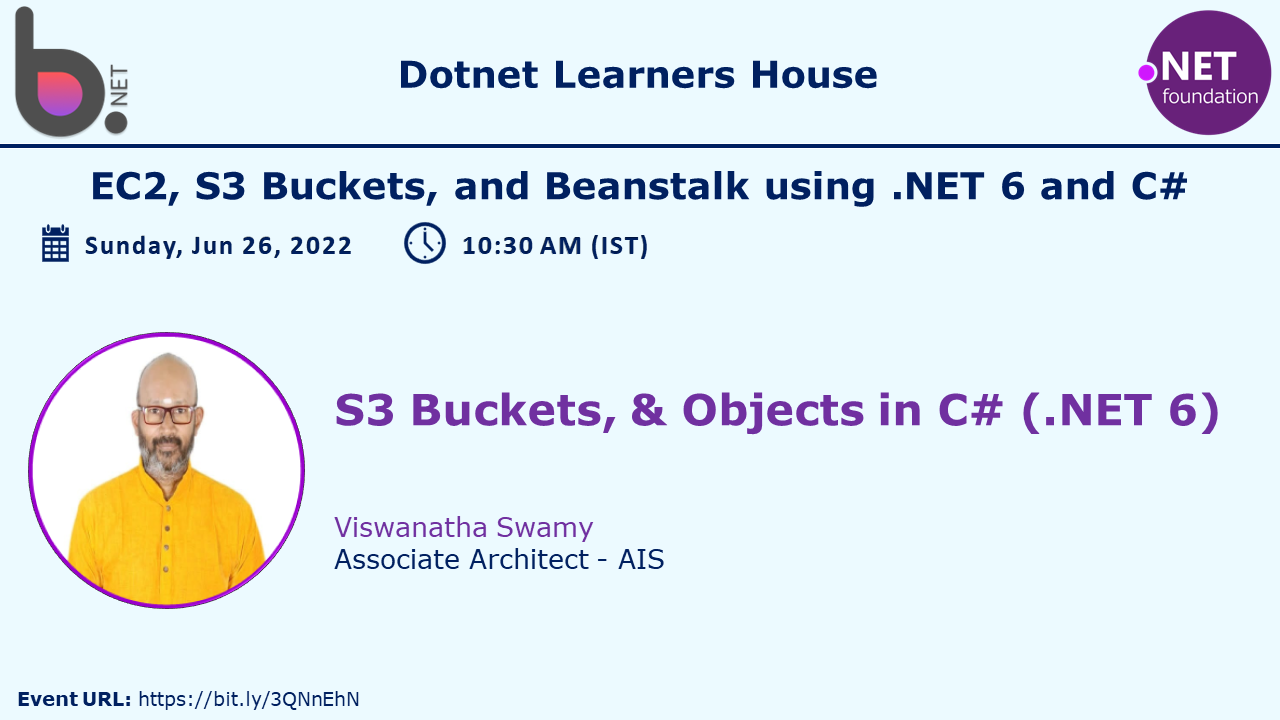 .NET
Dotnet Learners House
.NET
foundation
EC2, S3 Buckets, and Beanstalk using .NET 6 and C#
Sunday, Jun 26, 2022
10:30 AM (IST)
S3 Buckets, & Objects in C# (.NET 6)
Viswanatha Swamy
Associate Architect - AIS
Event URL: https://bit.ly/3QNnEhN